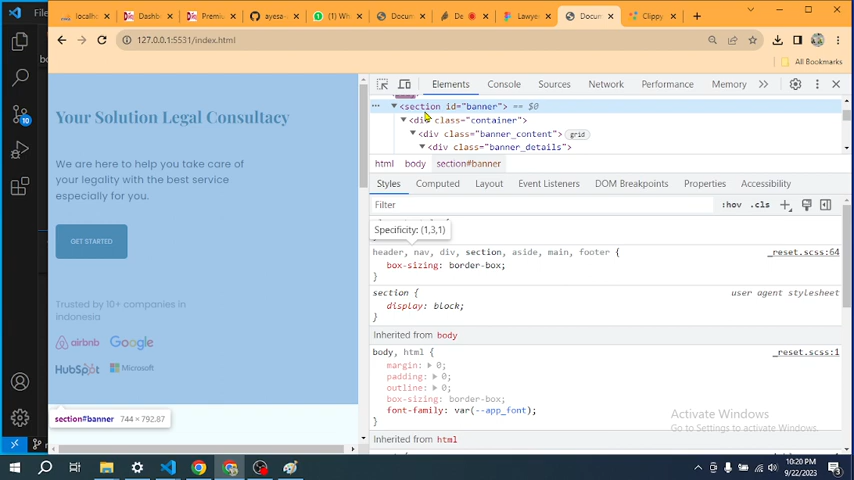 File
localho
Dashb
Premiu
ayesa-
(1) Wh
Docum
De
Lawyer
Docum
Clippy
127.0.0.1:5531/index.html
All Bookmarks
bo
Your Solution Legal Consultacy
We are here to help you take care of
your legality with the best service
especially for you.
GET STARTED
Trusted by 10+ companies in
indonesia
airbnb Google
HubSpot Microsoft
section#banner 744 × 792.87
Elements Console Sources Network Performance Memory
<section id="banner"> == $0
<div class="container">
<div class="banner_content"> grid
<div class="banner_details">
html body section#banner
Styles Computed Layout Event Listeners DOM Breakpoints Properties Accessibility
Filter :hov .cls
Specificity: (1,3,1)
header, nav, div, section, aside, main, footer { _reset.scss:64
box-sizing: border-box;
}
section { user agent stylesheet
display: block;
}
Inherited from body
body, html { _reset.scss:1
margin: 0;
padding: 0;
outline: 0;
box-sizing: border-box;
font-family: var(--app_font);
}
Inherited from html
Activate Windows
Go to Settings to activate Windows.
10:20 PM
9/22/2023